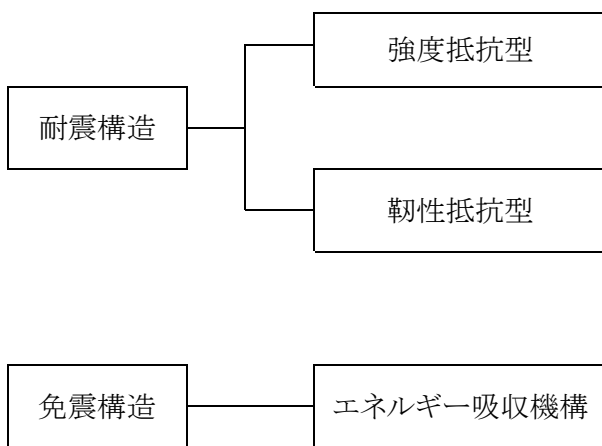 強度抵抗型
耐震構造
靭性抵抗型
免震構造
エネルギー吸収機構